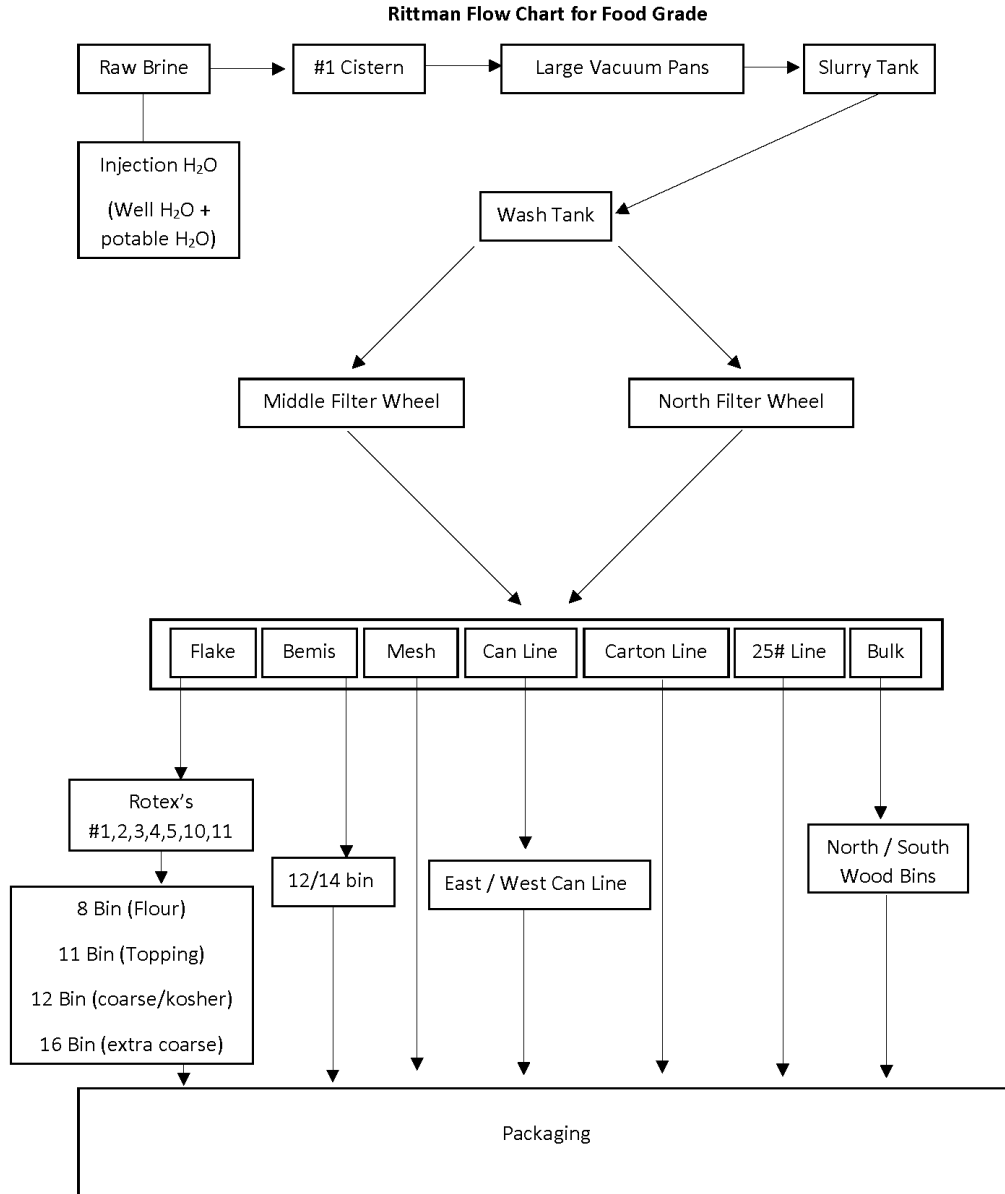 Rittman Flow Chart for Food Grade
Raw Brine
#1 Cistern
Large Vacuum Pans
Slurry Tank
Injection H₂O
(Well H₂O +
potable H₂O)
Wash Tank
Middle Filter Wheel
North Filter Wheel
Flake
Bemis
Mesh
Can Line
Carton Line
25# Line
Bulk
Rotex’s
#1,2,3,4,5,10,11
12/14 bin
East / West Can Line
North / South
Wood Bins
8 Bin (Flour)
11 Bin (Topping)
12 Bin (coarse/kosher)
16 Bin (extra coarse)
Packaging